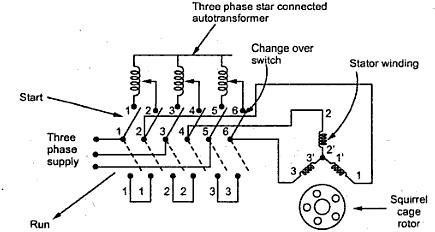 Three phase star connected
autotransformer
Change over
switch
Start
Stator winding
1 2 3 4 5 6
1 2 3 4 5 6
2
2'
3' 1'
3 1
Three
phase
supply
1 1 2 2 3 3
Run
Squirrel
cage
rotor